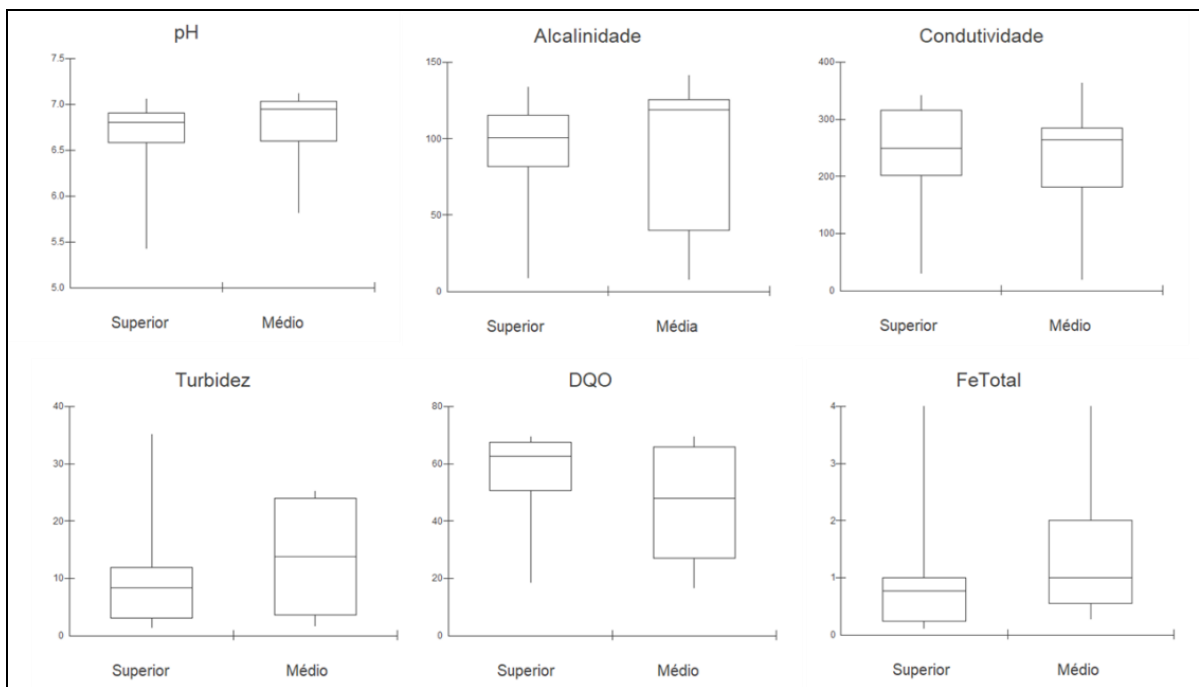 pH
7.5
7.0
6.5
6.0
5.5
5.0
Superior
Médio
Alcalinidade
150
100
50
0
Superior
Média
Condutividade
400
300
200
100
0
Superior
Médio
Turbidez
40
30
20
10
0
Superior
Médio
DQO
80
60
40
20
0
Superior
Médio
FeTotal
4
3
2
1
0
Superior
Médio